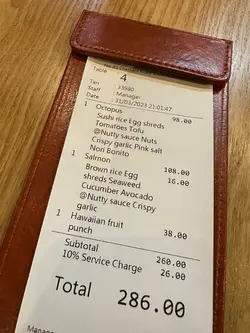 Table
4
Txn : 23980
Staff : Manager
Date : 31/03/2023 21:01:47
1 Octopus 98.00
Sushi rice Egg shreds
Tomatoes Tofu
@Nutty sauce Nuts
Crispy garlic Pink salt
Nori Bonito
1 Salmon 108.00
Brown rice Egg 16.00
shreds Seaweed
Cucumber Avocado
@Nutty sauce Crispy
garlic
1 Hawaiian fruit 38.00
punch
Subtotal 260.00
10% Service Charge 26.00
Total 286.00